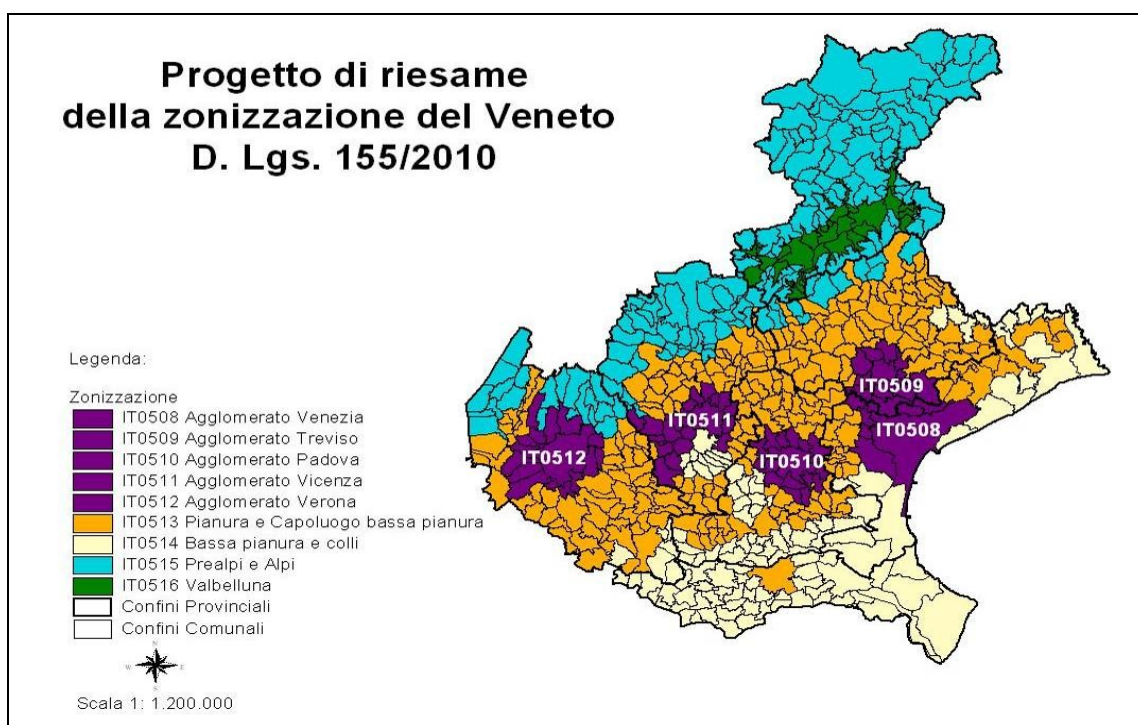 Progetto di riesame
della zonizzazione del Veneto
D. Lgs. 155/2010
IT0509
IT0511
IT0508
IT0512
IT0510
Legenda:
Zonizzazione
IT0508 Agglomerato Venezia
IT0509 Agglomerato Treviso
IT0510 Agglomerato Padova
IT0511 Agglomerato Vicenza
IT0512 Agglomerato Verona
IT0513 Pianura e Capoluogo bassa pianura
IT0514 Bassa pianura e colli
IT0515 Prealpi e Alpi
IT0516 Valbelluna
Confini Provinciali
Confini Comunali
N
W E
S
Scala 1: 1.200.000